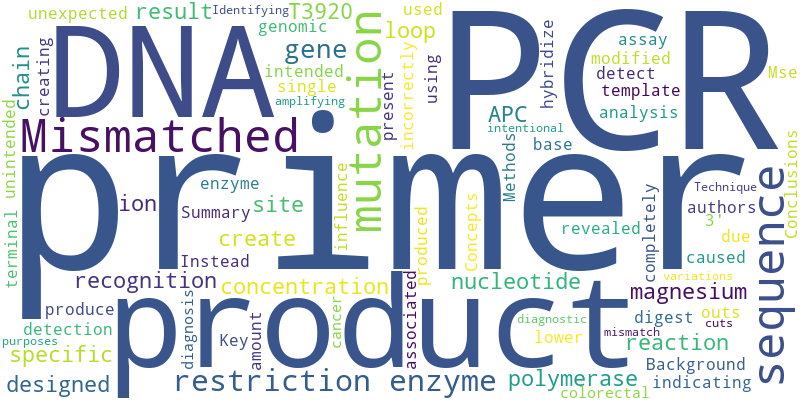 unexpected
Identifying
result
T3920
genomic
DNA
PCR
creating
chain
gene
loop
used
assay
intended
modified
single
detect
Mse
amplifying
template
using
hybridize
mutation
present
incorrectly
APC
analysis
intentional
base
Mismatched
unintended
primer
Methods
Conclusions
enzyme
Technique
ion
Summary
site
authors
terminal
influence
produced
Concepts
3'
sequence
create
revealed
completely
due
Instead
caused
recognition
concentration
nucleotide
variations
magnesium
product
produce
associated
diagnostic
digest
outs
detection
diagnosis
Key
amount
cancer
mismatch
cuts
purposes
lower
reaction
specific
Background
designed
restriction enzyme
polymerase
indicating
colorectal